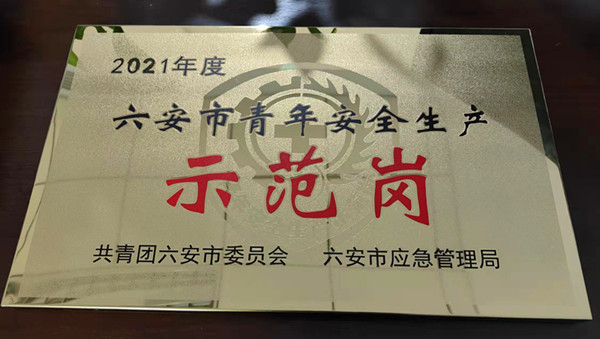 2021年度
六安市青年安全生产
示范岗
共青团六安市委员会 六安市应急管理局